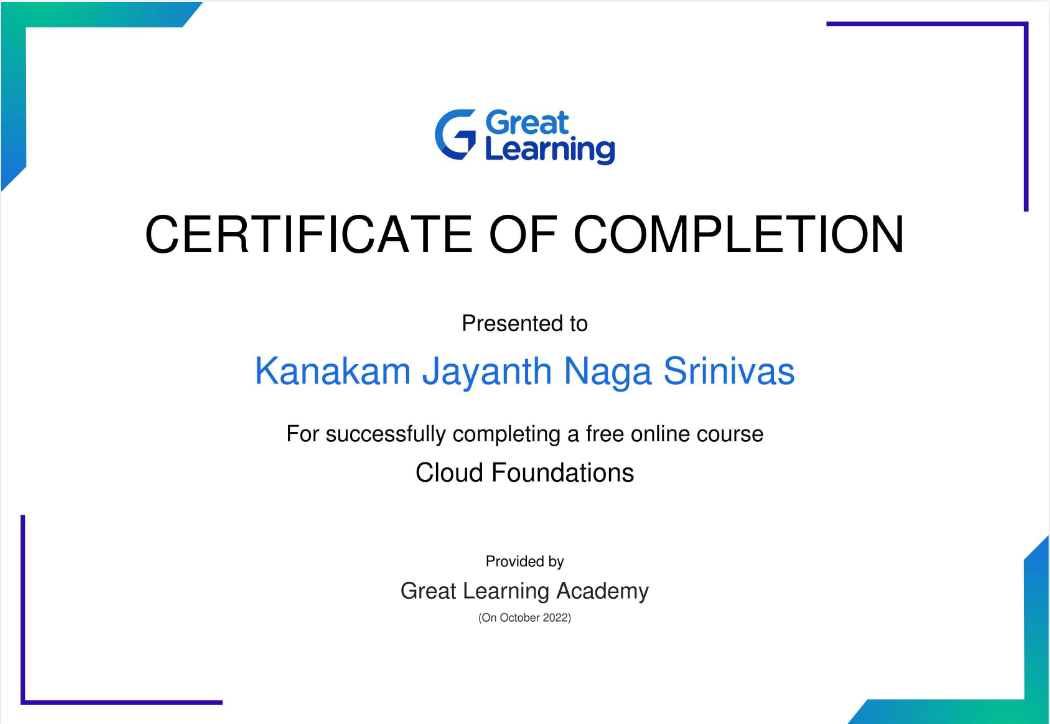 Great
Learning
CERTIFICATE OF COMPLETION
Presented to
Kanakam Jayanth Naga Srinivas
For successfully completing a free online course
Cloud Foundations
Provided by
Great Learning Academy
(On October 2022)